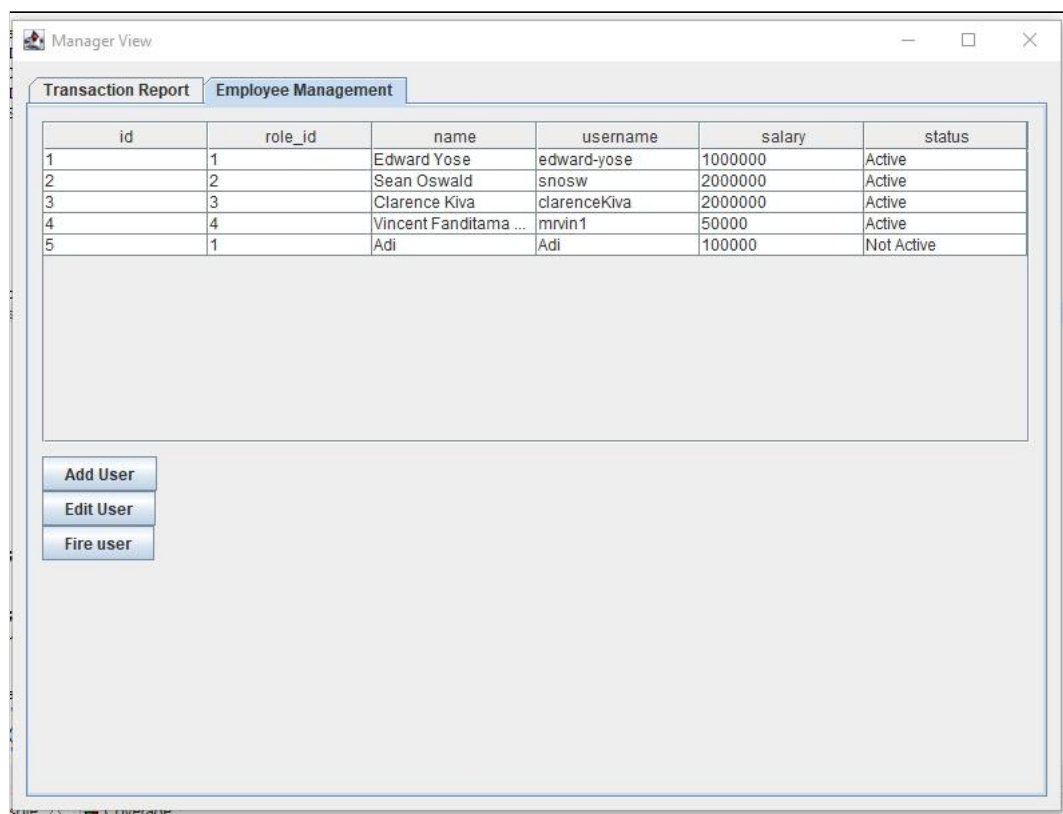 Manager View
Transaction Report Employee Management
id role_id name username salary status
1 1 Edward Yose edward-yose 1000000 Active
2 2 Sean Oswald snosw 2000000 Active
3 3 Clarence Kiva clarenceKiva 2000000 Active
4 4 Vincent Fanditama ... mrvin1 50000 Active
5 1 Adi Adi 100000 Not Active
Add User
Edit User
Fire user